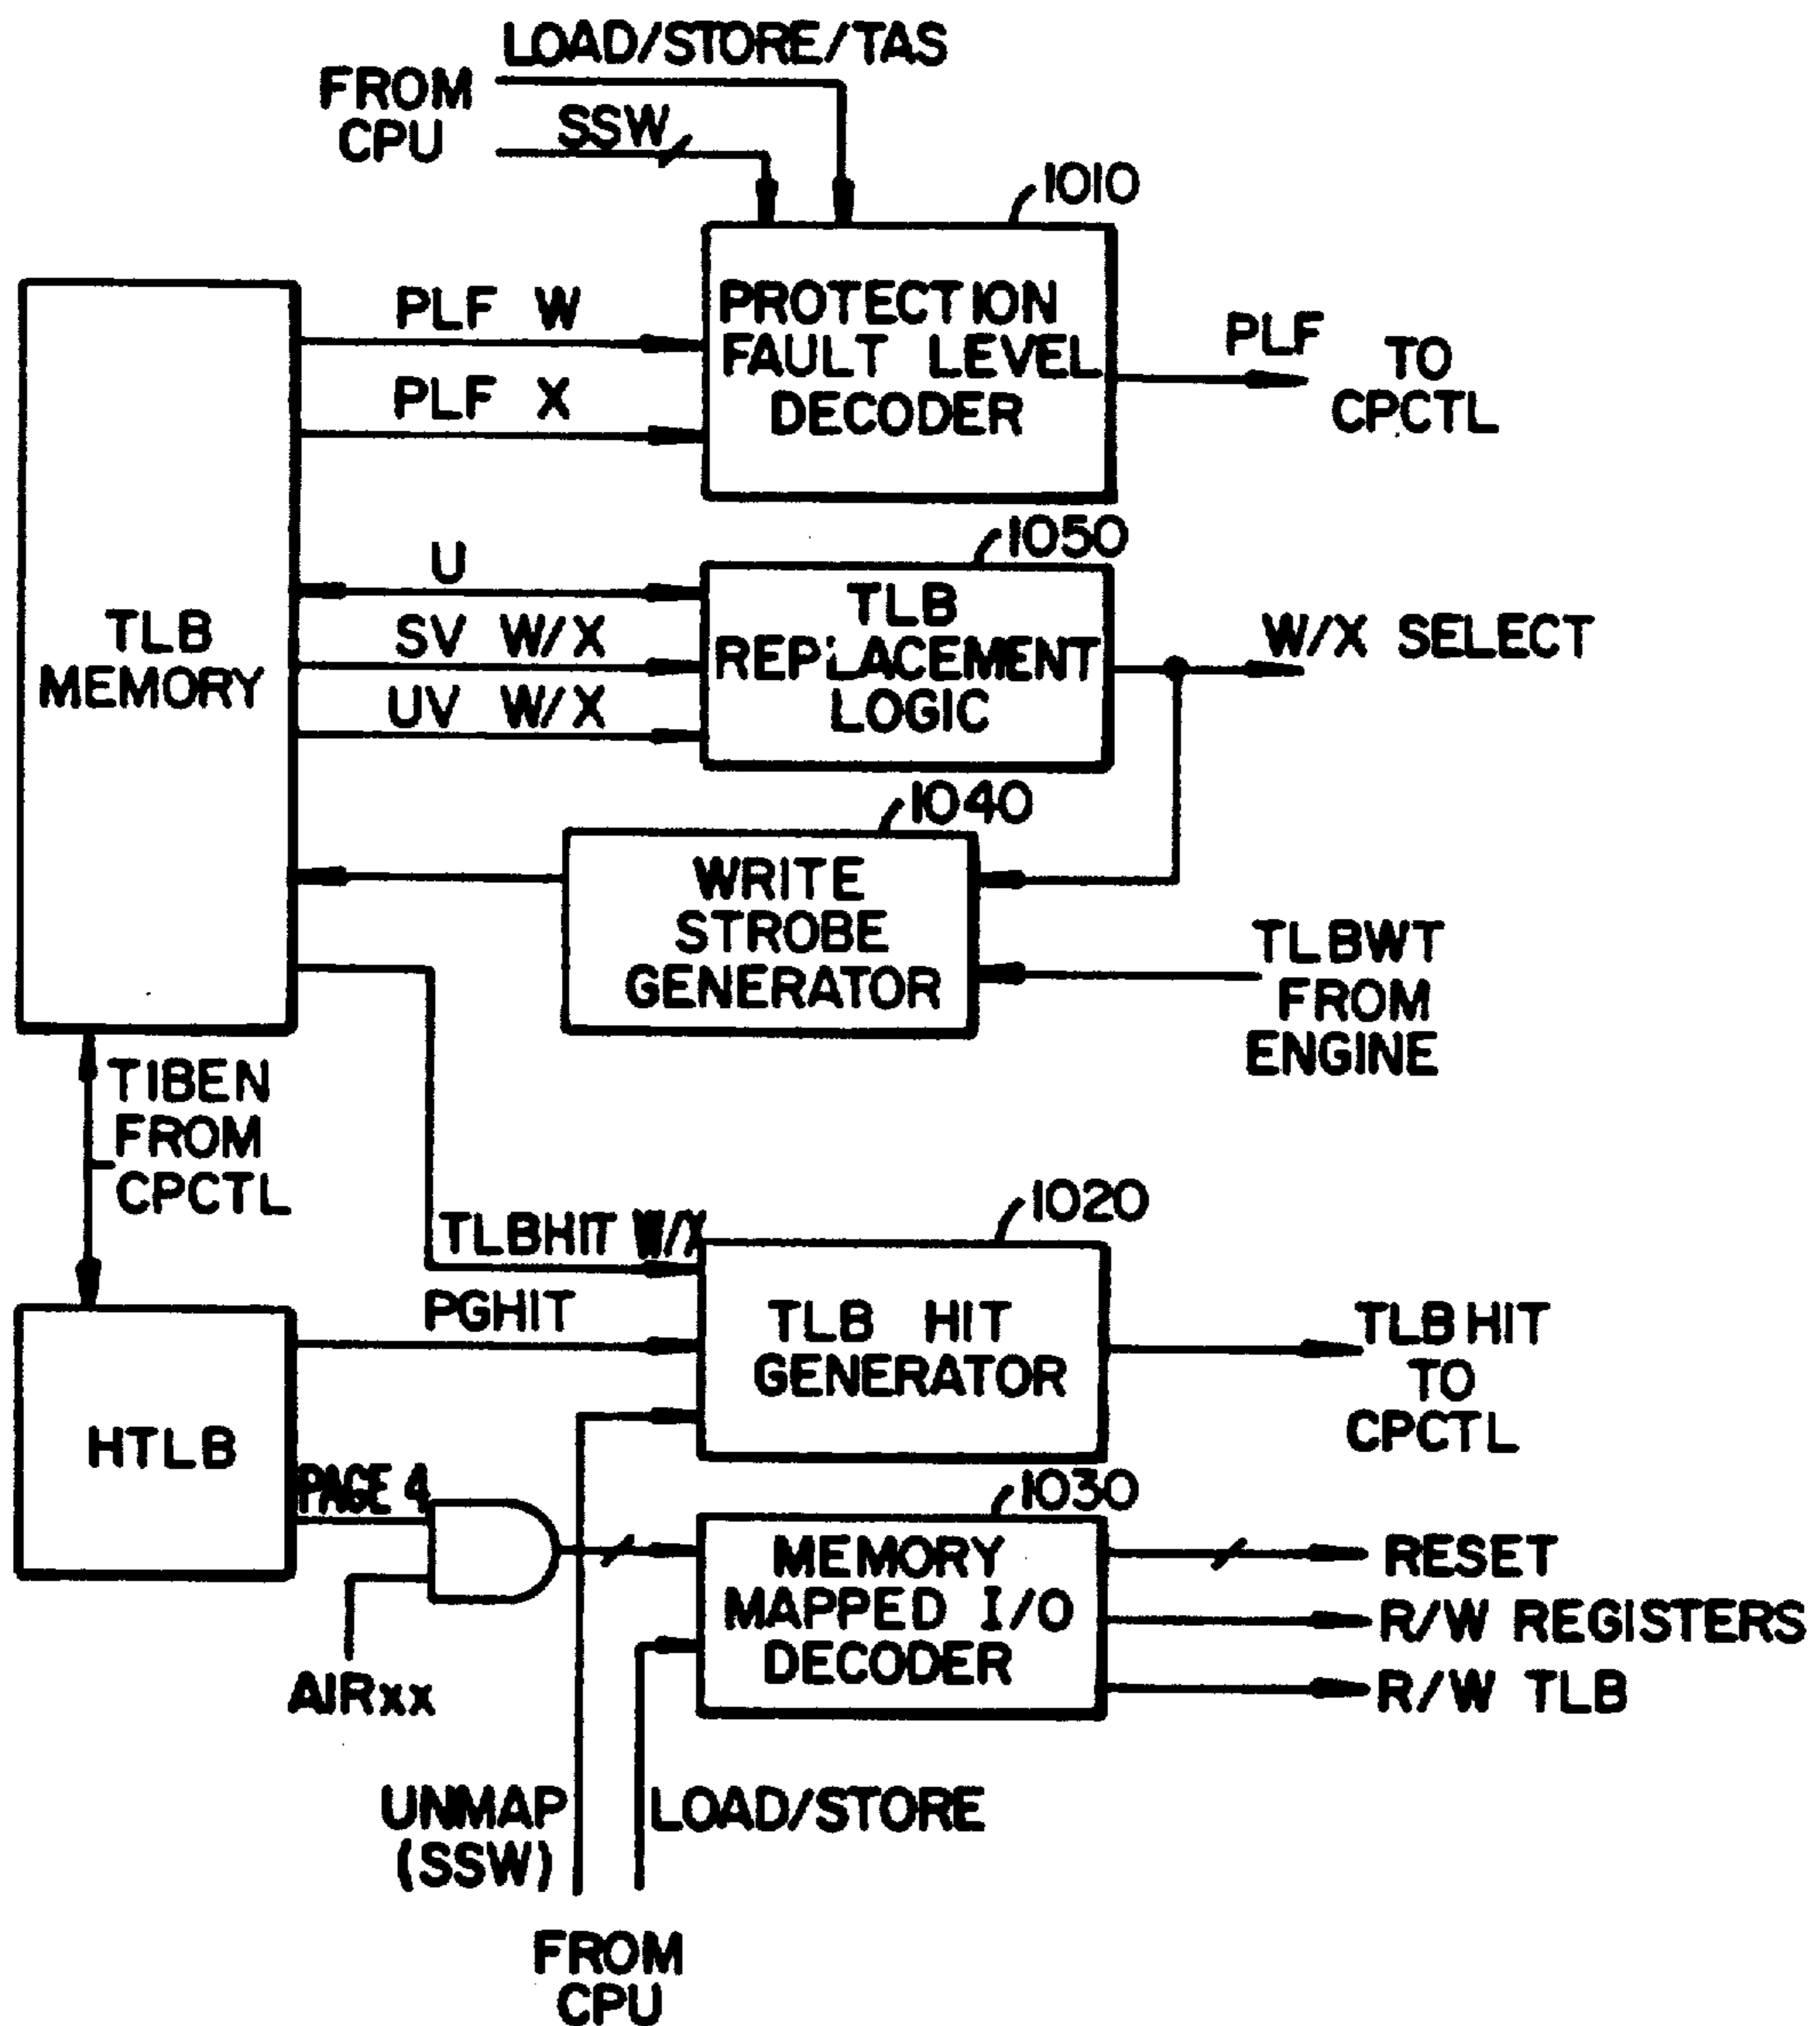 LOAD/STORE/TAS
FROM
CPU
SSW
1010
PROTECTION
FAULT LEVEL
DECODER
PLF W
PLF X
PLF
TO
CPCTL
1050
U
SV W/X
UV W/X
TLB
REPLACEMENT
LOGIC
W/X SELECT
TLB
MEMORY
1040
WRITE
STROBE
GENERATOR
TLBWT
FROM
ENGINE
TIBEN
FROM
CPCTL
1020
TLBHIT W/X
PGHIT
TLB HIT
GENERATOR
TLB HIT
TO
CPCTL
HTLB
PAGE 4
1030
MEMORY
MAPPED I/O
DECODER
RESET
R/W REGISTERS
R/W TLB
AIRxx
UNMAP
(SSW)
LOAD/STORE
FROM
CPU